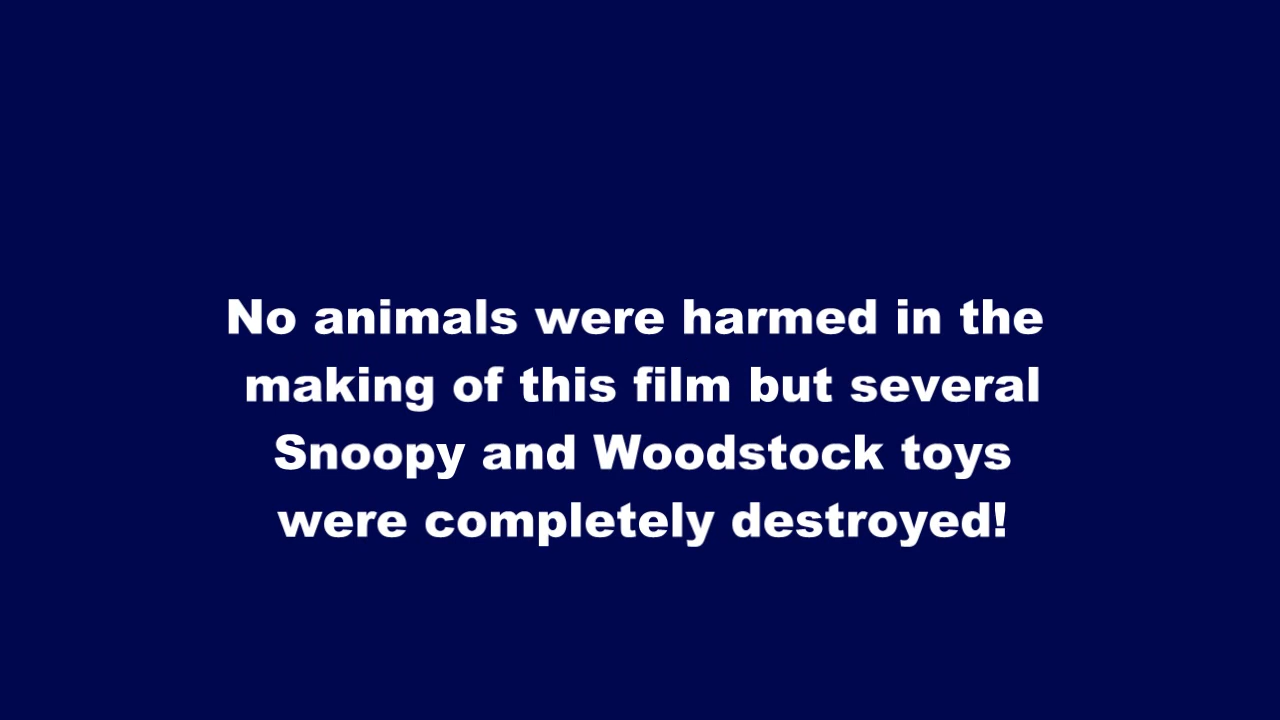 No animals were harmed in the
making of this film but several
Snoopy and Woodstock toys
were completely destroyed!